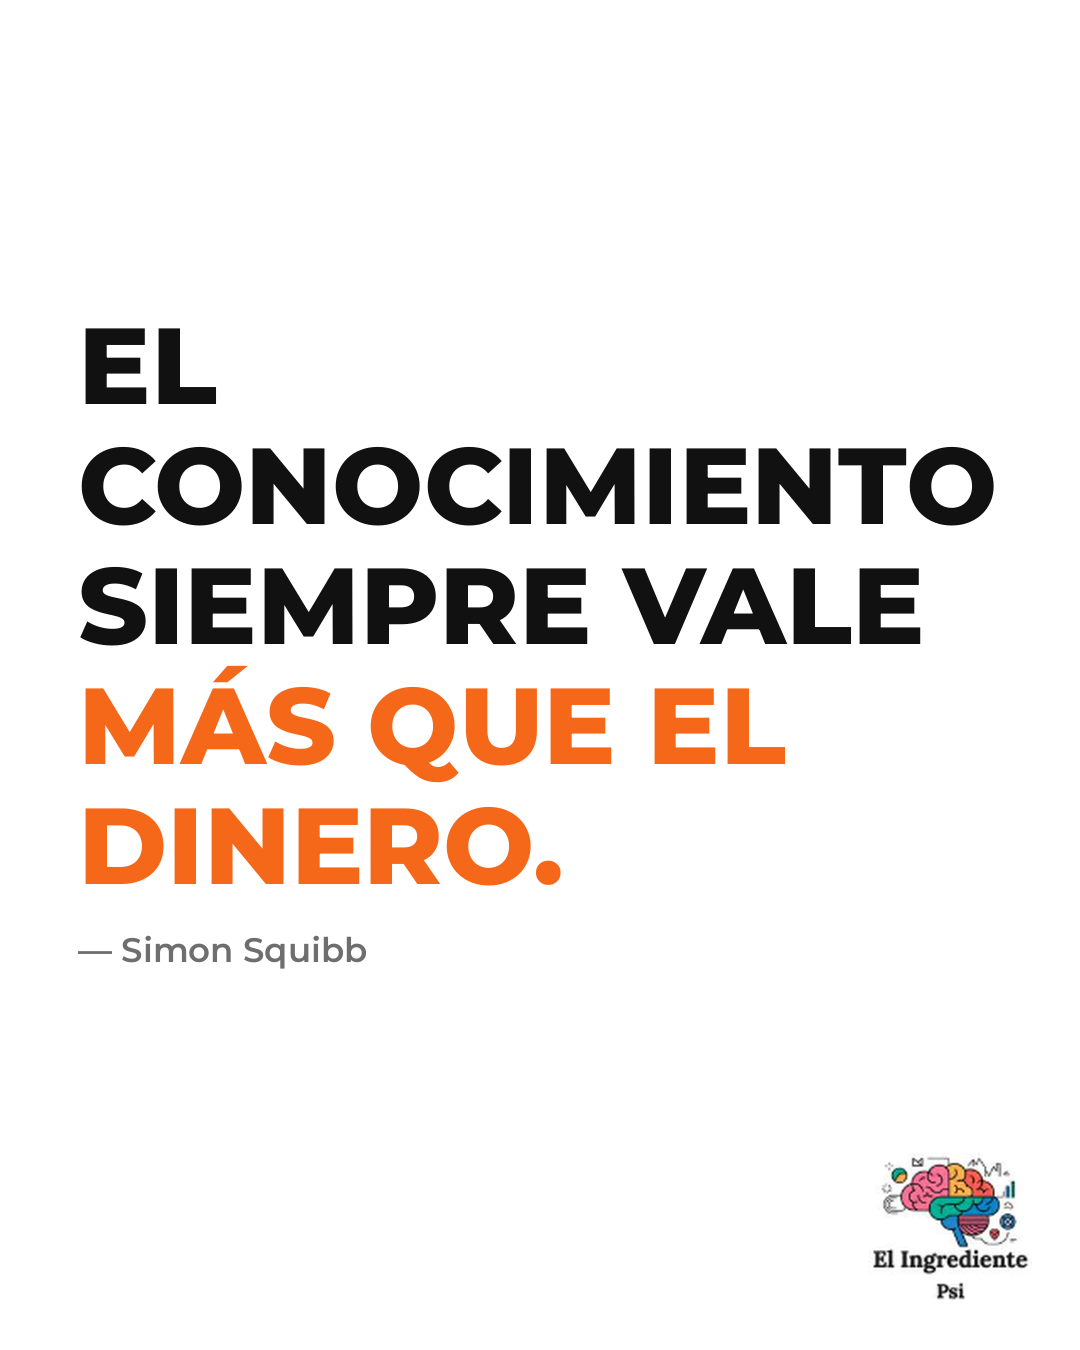 EL
CONOCIMIENTO
SIEMPRE VALE
MÁS QUE EL
DINERO.
— Simon Squibb
El Ingrediente
Psi